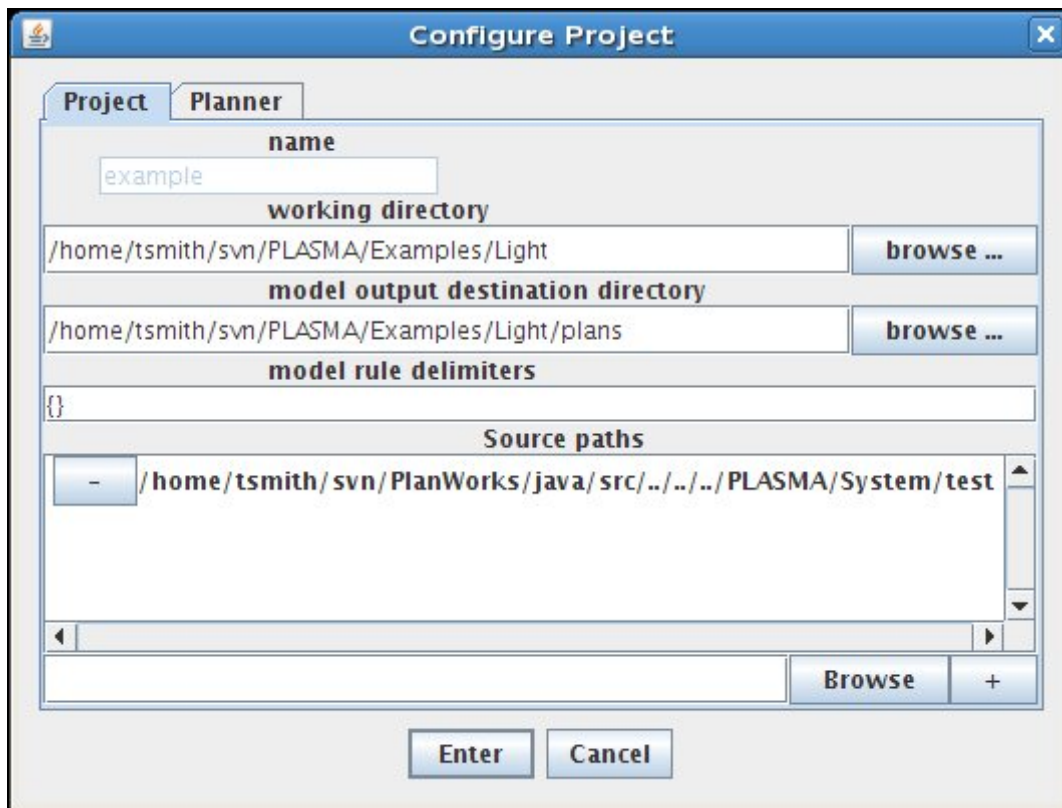 Configure Project
Project Planner
name
example
working directory
/home/tsmith/svn/PLASMA/Examples/Light browse ...
model output destination directory
/home/tsmith/svn/PLASMA/Examples/Light/plans browse ...
model rule delimiters
{}
Source paths
- /home/tsmith/svn/PlanWorks/java/src/../../../PLASMA/System/test
Browse +
Enter Cancel